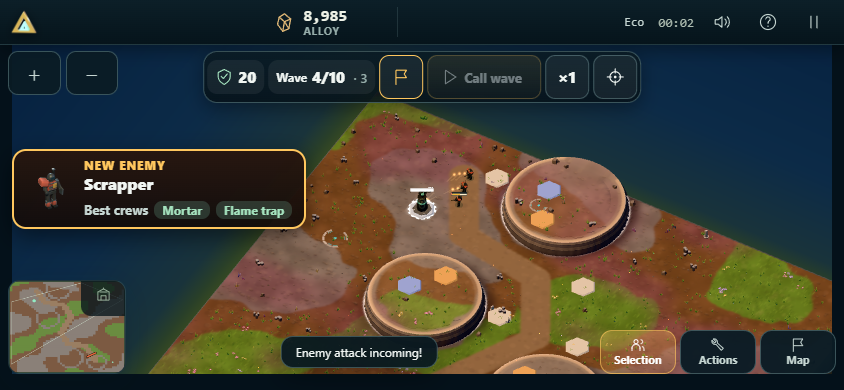 8,985
ALLOY
Eco 00:02
20
Wave 4/10 · 3
Call wave
×1
NEW ENEMY
Scrapper
Best crews Mortar Flame trap
Enemy attack incoming!
Selection
Actions
Map